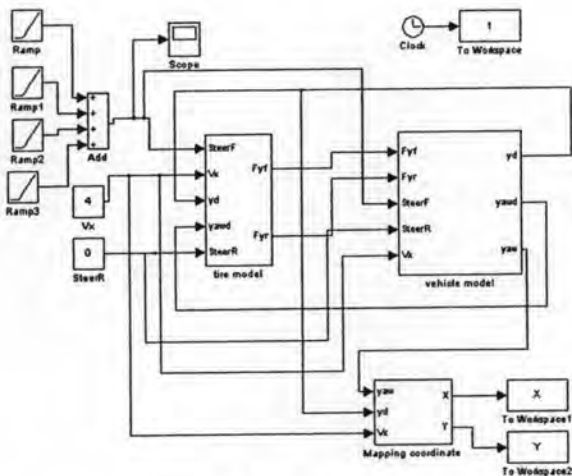 Ramp
Ramp1
Ramp2
Ramp3
+
+
+
+
Add
Scope
Clock
1
To Workspace
4
Vx
0
SteerR
SteerF
Vx
yd
yawd
SteerR
Fyf
Fyr
tire model
Fyf
Fyr
SteerF
SteerR
Vx
yd
yawd
yaw
vehicle model
yaw
yd
Vx
X
Y
Mapping coordinate
X
To Workspace1
Y
To Workspace2